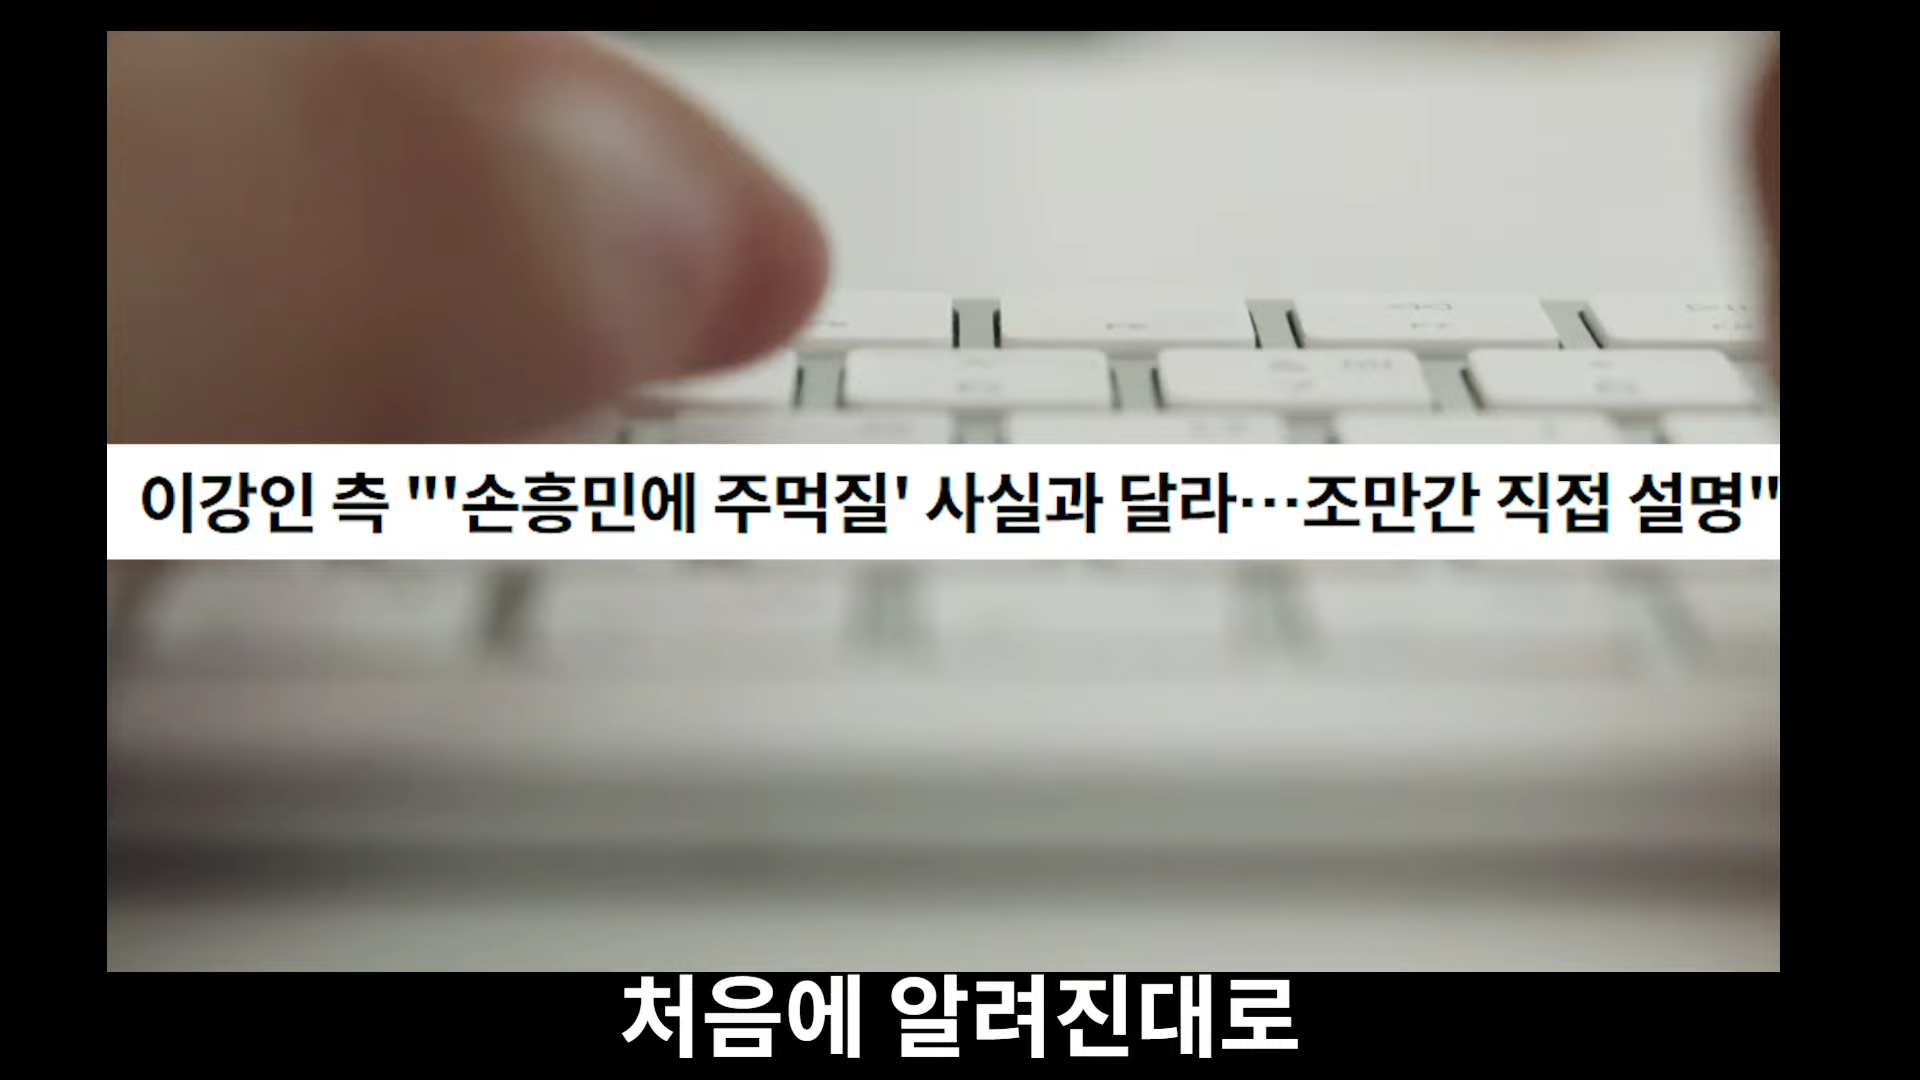 이강인 측 "'손흥민에 주먹질' 사실과 달라…조만간 직접 설명"
처음에 알려진대로